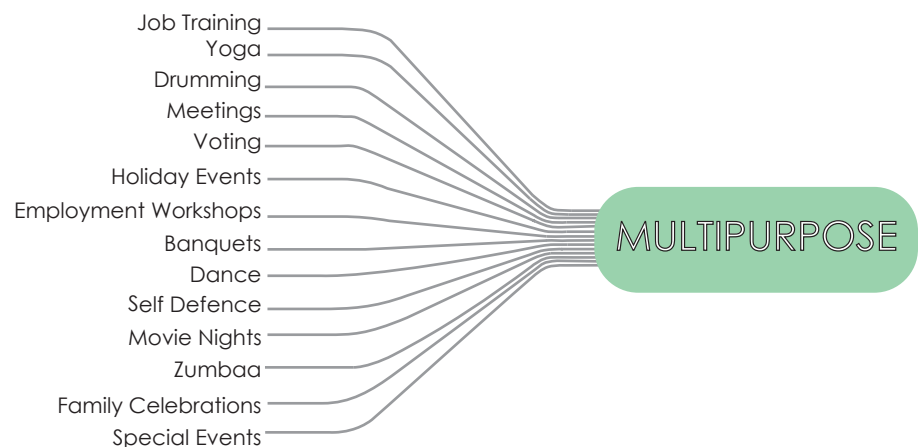 Job Training
Yoga
Drumming
Meetings
Voting
Holiday Events
Employment Workshops
Banquets
Dance
Self Defence
Movie Nights
Zumbaa
Family Celebrations
Special Events
MULTIPURPOSE